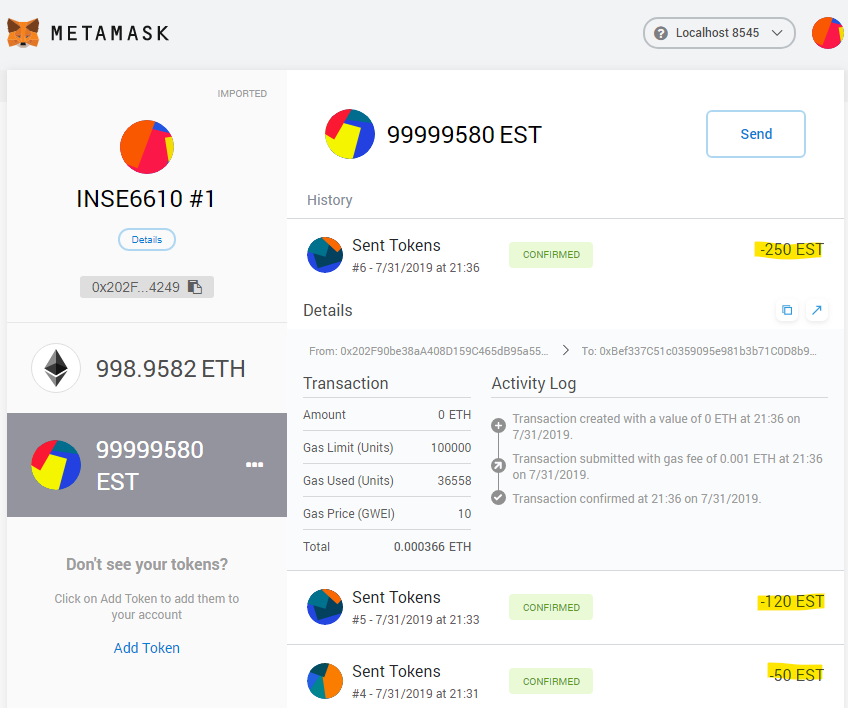 METAMASK
? Localhost 8545
IMPORTED
INSE6610 #1
Details
0x202F...4249
998.9582 ETH
99999580
EST
Don't see your tokens?
Click on Add Token to add them to
your account
Add Token
99999580 EST
Send
History
Sent Tokens
#6 - 7/31/2019 at 21:36
CONFIRMED
-250 EST
Details
From: 0x202F90be38aA408D159C465dB95a55...
To: 0xBef337C51c0359095e981b3b71C0D8b9...
Transaction
Amount 0 ETH
Gas Limit (Units) 100000
Gas Used (Units) 36558
Gas Price (GWEI) 10
Total 0.000366 ETH
Activity Log
Transaction created with a value of 0 ETH at 21:36 on
7/31/2019.
Transaction submitted with gas fee of 0.001 ETH at 21:36
on 7/31/2019.
Transaction confirmed at 21:36 on 7/31/2019.
Sent Tokens
#5 - 7/31/2019 at 21:33
CONFIRMED
-120 EST
Sent Tokens
#4 - 7/31/2019 at 21:31
CONFIRMED
-50 EST